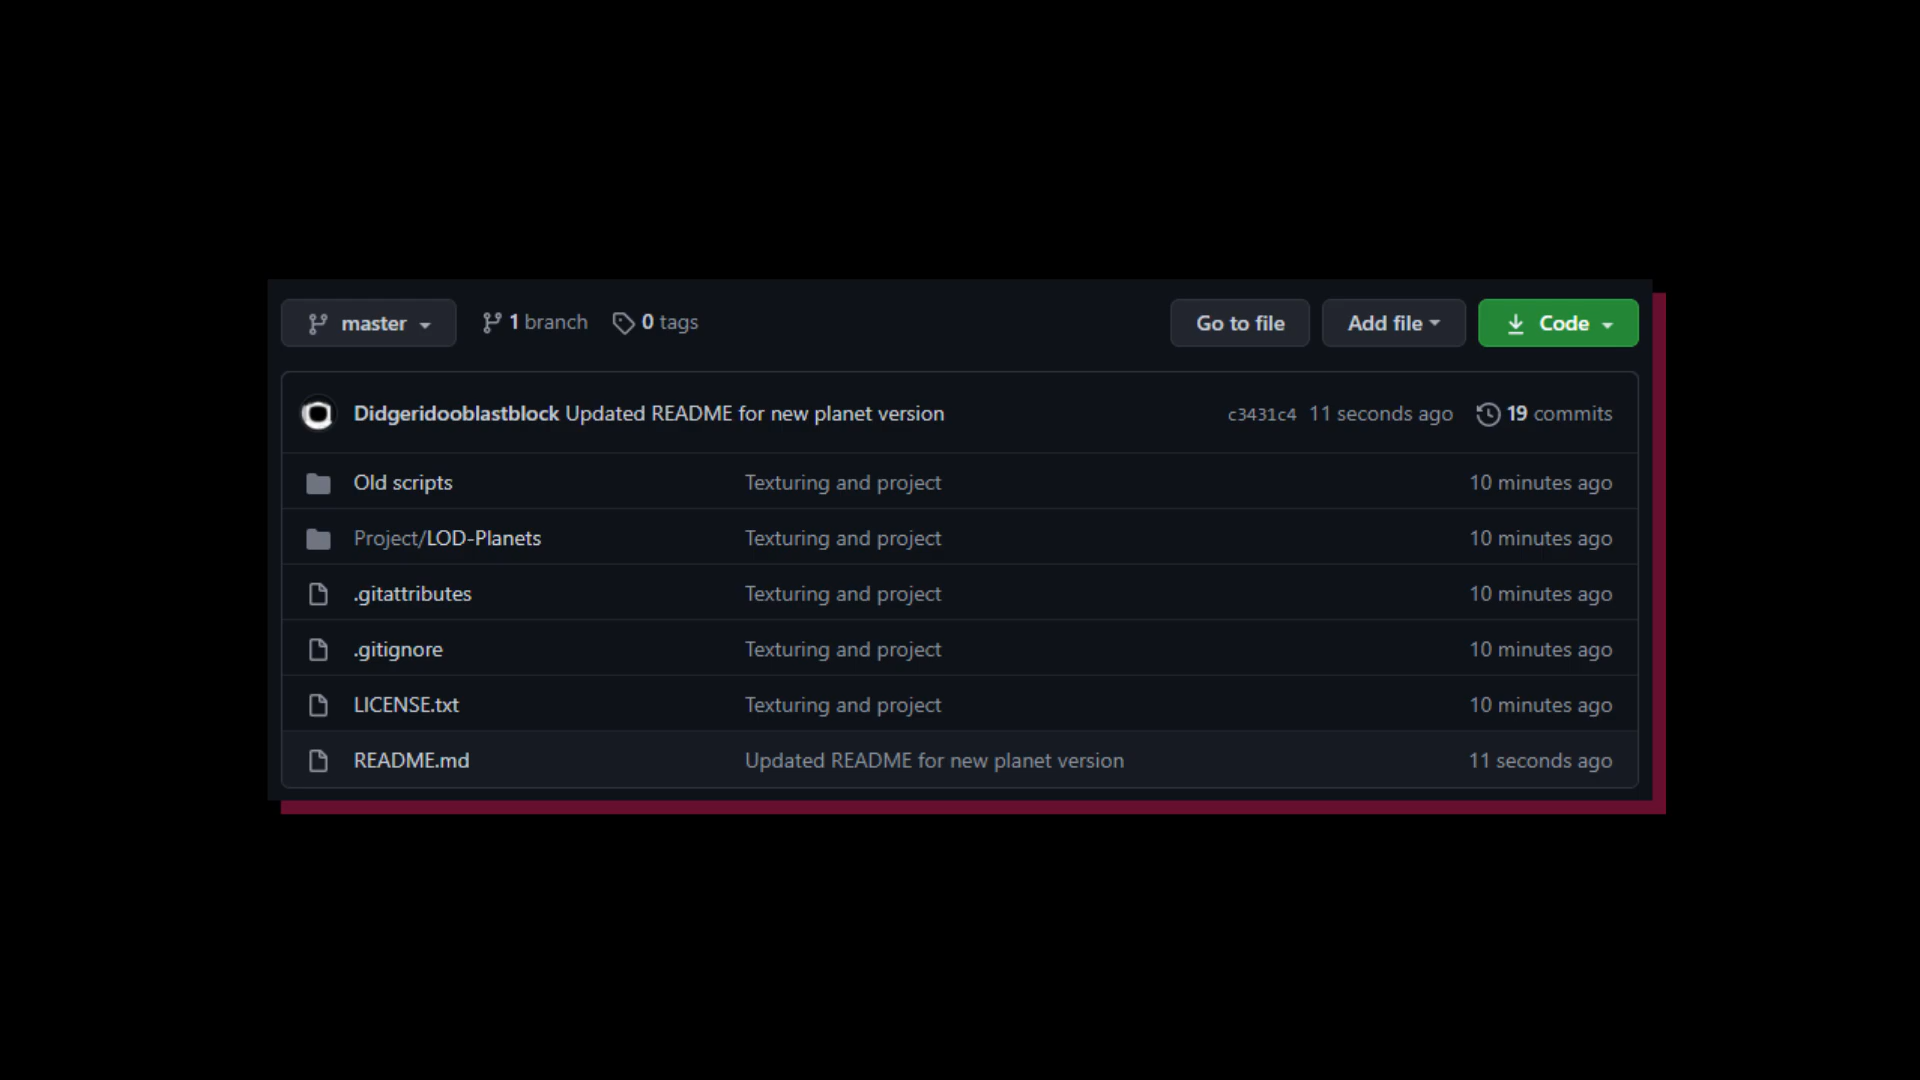 master 1 branch 0 tags Go to file Add file Code
Didgeridooblastblock Updated README for new planet version c3431c4 11 seconds ago 19 commits
Old scripts Texturing and project 10 minutes ago
Project/LOD-Planets Texturing and project 10 minutes ago
.gitattributes Texturing and project 10 minutes ago
.gitignore Texturing and project 10 minutes ago
LICENSE.txt Texturing and project 10 minutes ago
README.md Updated README for new planet version 11 seconds ago